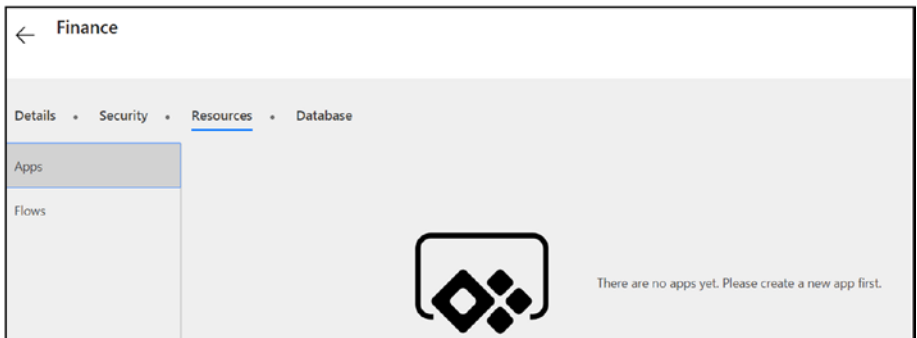 Finance
Details • Security • Resources • Database
Apps
Flows
There are no apps yet. Please create a new app first.